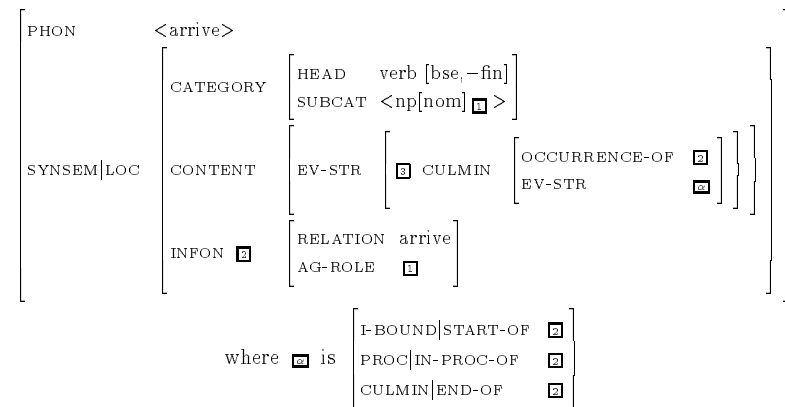 PHON <arrive>
CATEGORY HEAD verb [bse,−fin]
SUBCAT <np[nom] 1 >
SYNSEM|LOC CONTENT EV-STR 3 CULMIN OCCURRENCE-OF 2
EV-STR α
INFON 2 RELATION arrive
AG-ROLE 1
where α is I-BOUND|START-OF 2
PROC|IN-PROC-OF 2
CULMIN|END-OF 2